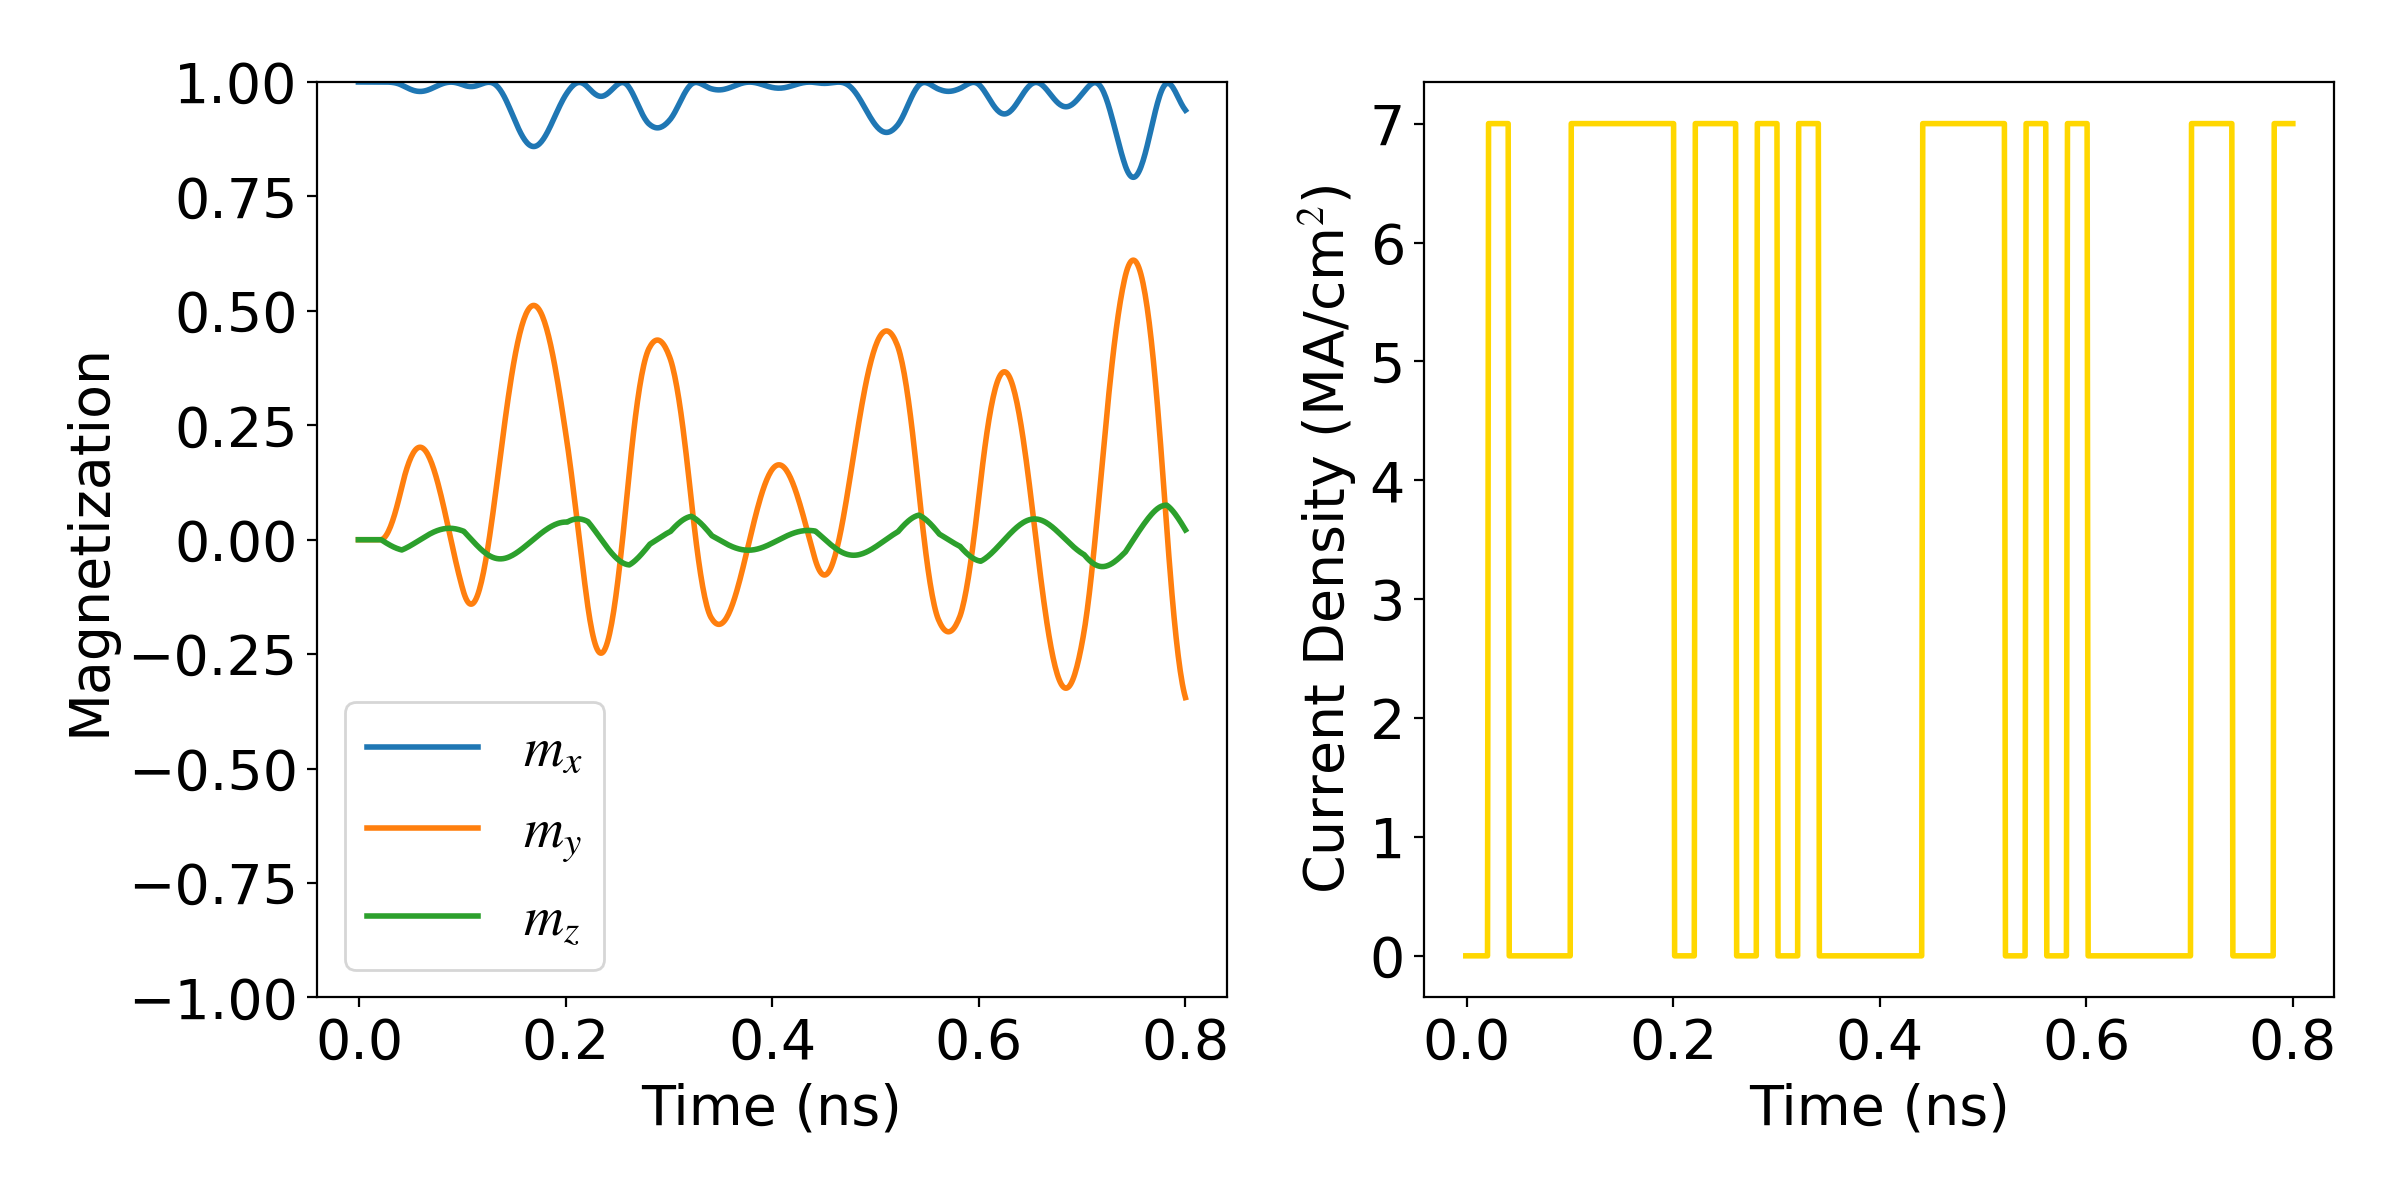 1.00
0.75
0.50
0.25
0.00
−0.25
−0.50
−0.75
−1.00
Magnetization
m_x
m_y
m_z
0.0 0.2 0.4 0.6 0.8
Time (ns)
7
6
5
4
3
2
1
0
Current Density (MA/cm²)
0.0 0.2 0.4 0.6 0.8
Time (ns)